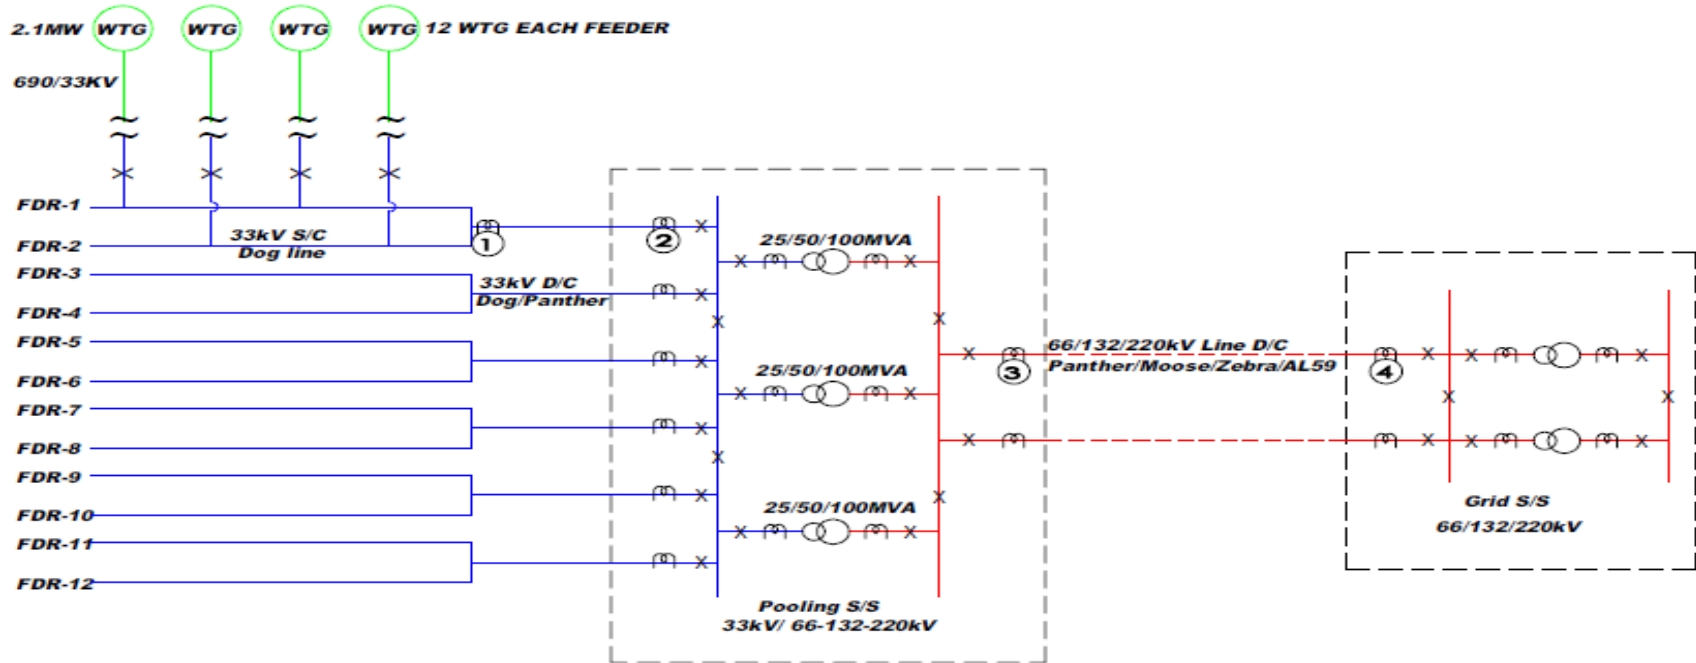 2.1MW WTG WTG WTG WTG 12 WTG EACH FEEDER
690/33KV
FDR-1
FDR-2
33kV S/C
Dog line
FDR-3
FDR-4
33kV D/C
Dog/Panther
FDR-5
FDR-6
FDR-7
FDR-8
FDR-9
FDR-10
FDR-11
FDR-12
1
2
25/50/100MVA
25/50/100MVA
25/50/100MVA
Pooling S/S
33kV/ 66-132-220kV
3
66/132/220kV Line D/C
Panther/Moose/Zebra/AL59
4
Grid S/S
66/132/220kV